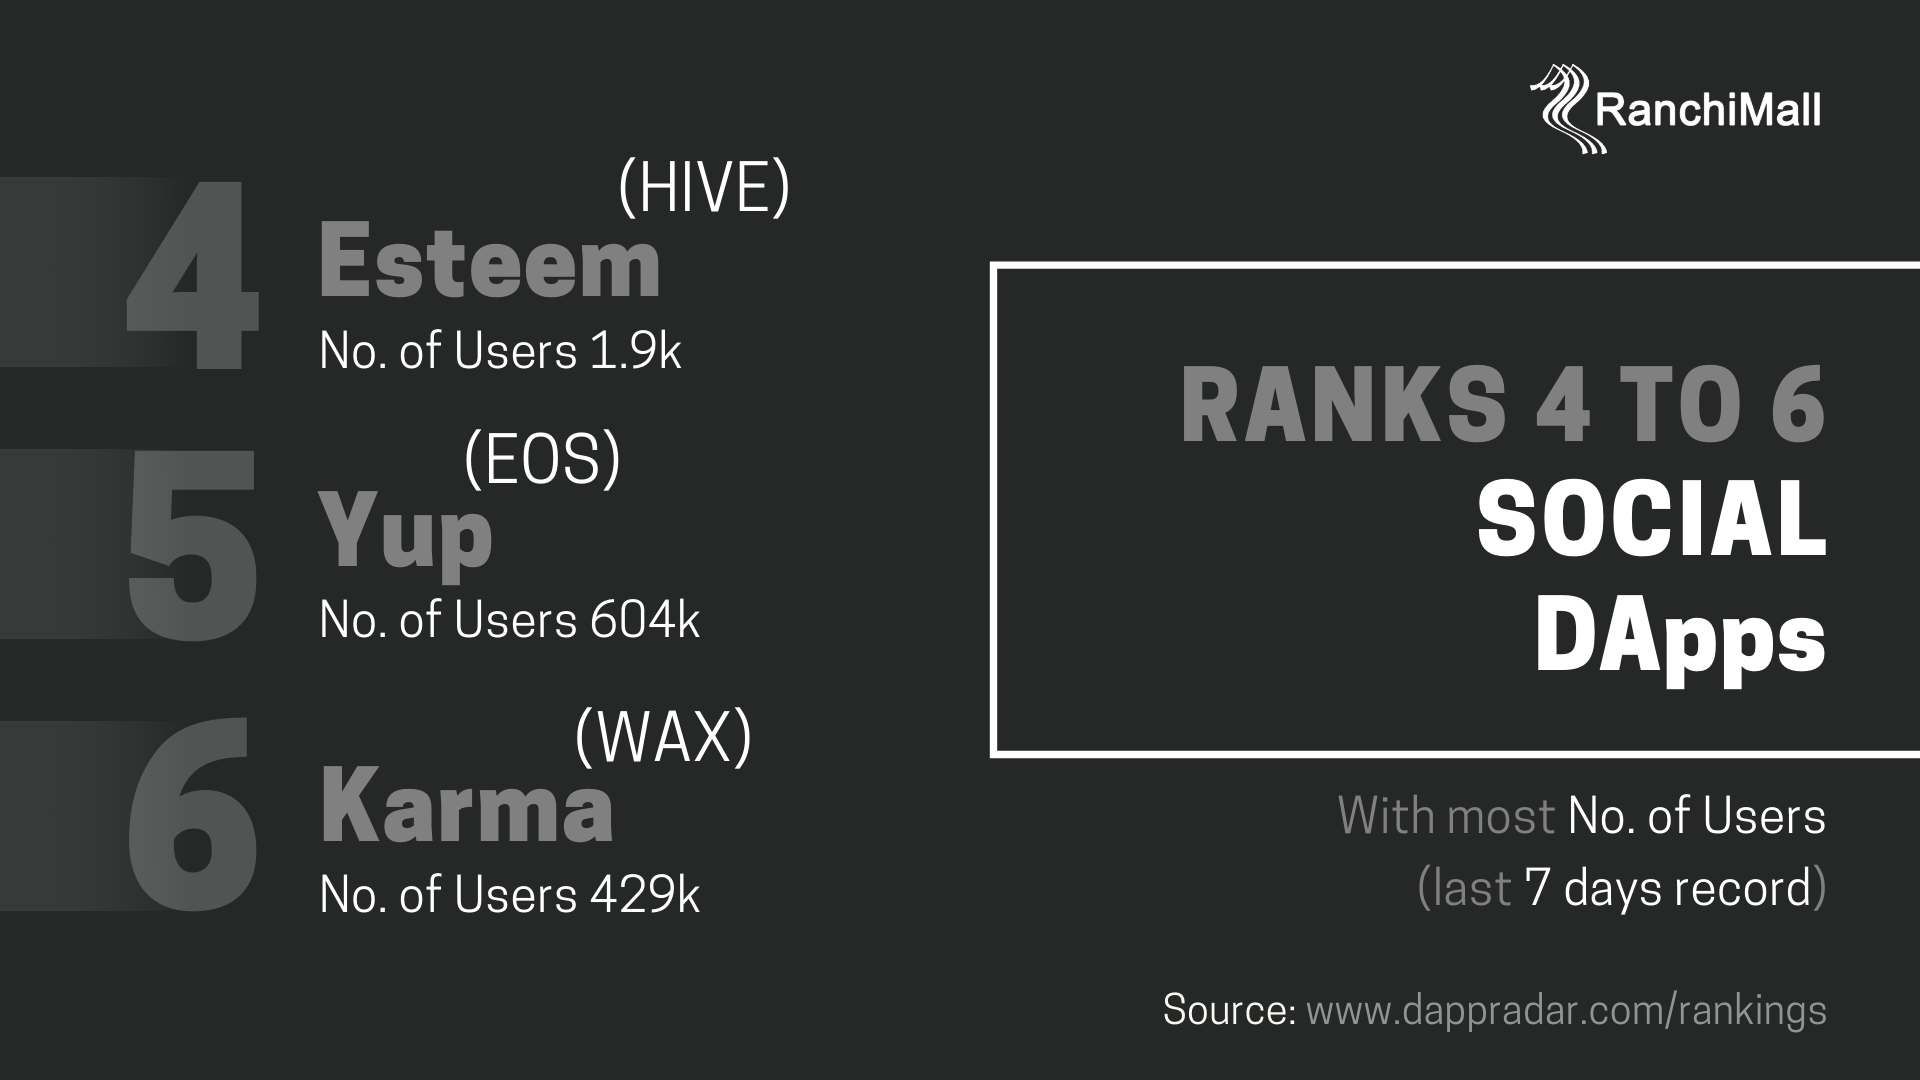 RanchiMall
4
(HIVE)
Esteem
No. of Users 1.9k
5
(EOS)
Yup
No. of Users 604k
6
(WAX)
Karma
No. of Users 429k
RANKS 4 TO 6
SOCIAL
DApps
With most No. of Users
(last 7 days record)
Source: www.dappradar.com/rankings